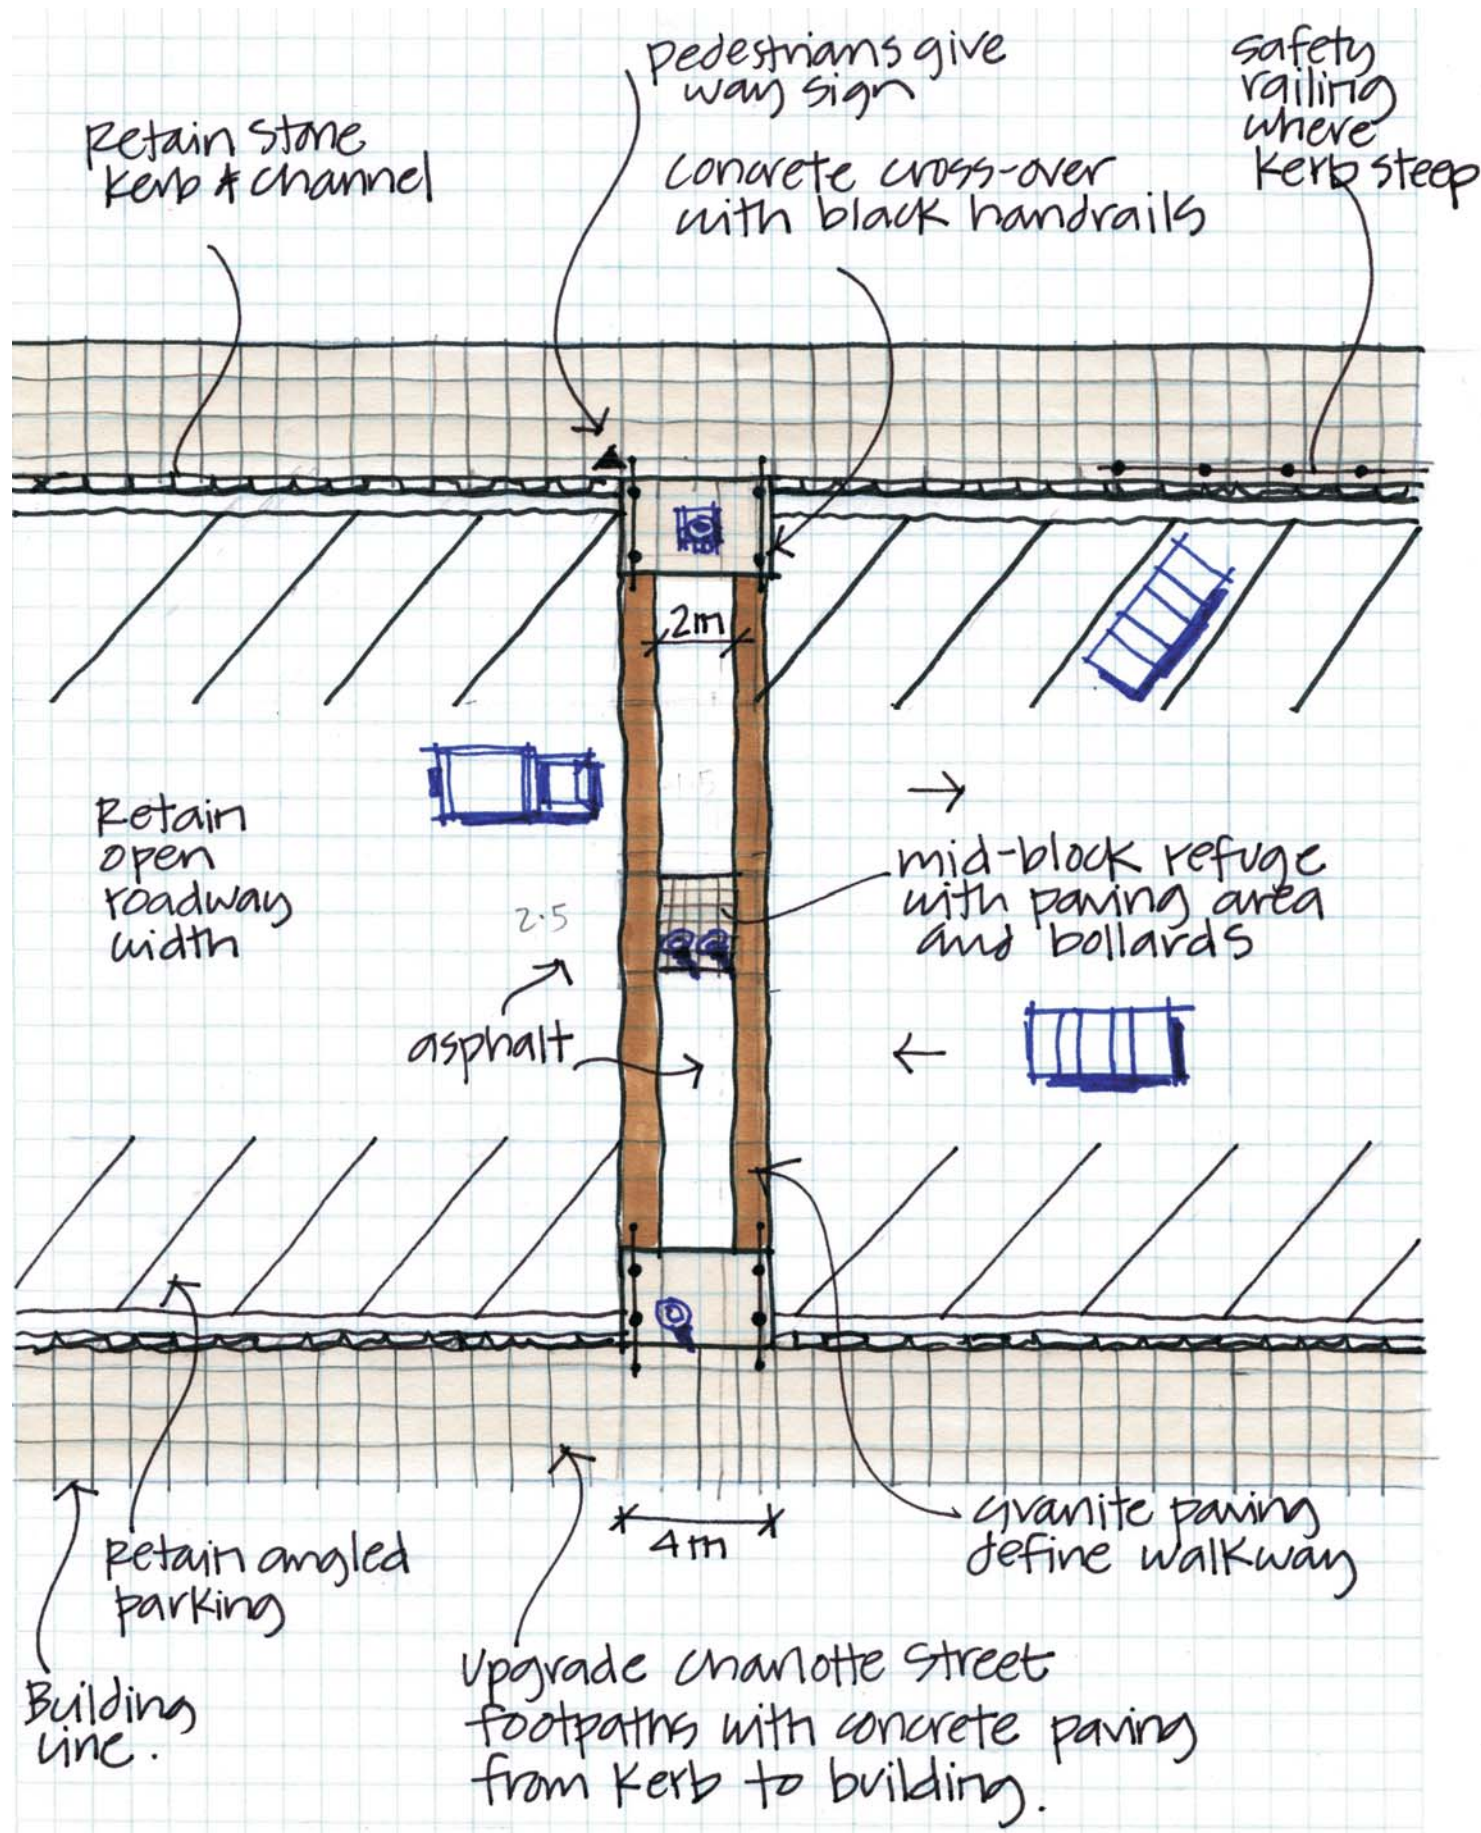 pedestrians give
way sign
safety
railing
where
kerb steep
Retain stone
kerb & channel
concrete cross-over
with black handrails
2m
1.5
Retain
open
roadway
width
2.5
mid-block refuge
with paving area
and bollards
asphalt
4m
granite paving
define walkway
Retain angled
parking
Building
line.
Upgrade Charlotte Street
footpaths with concrete paving
from kerb to building.